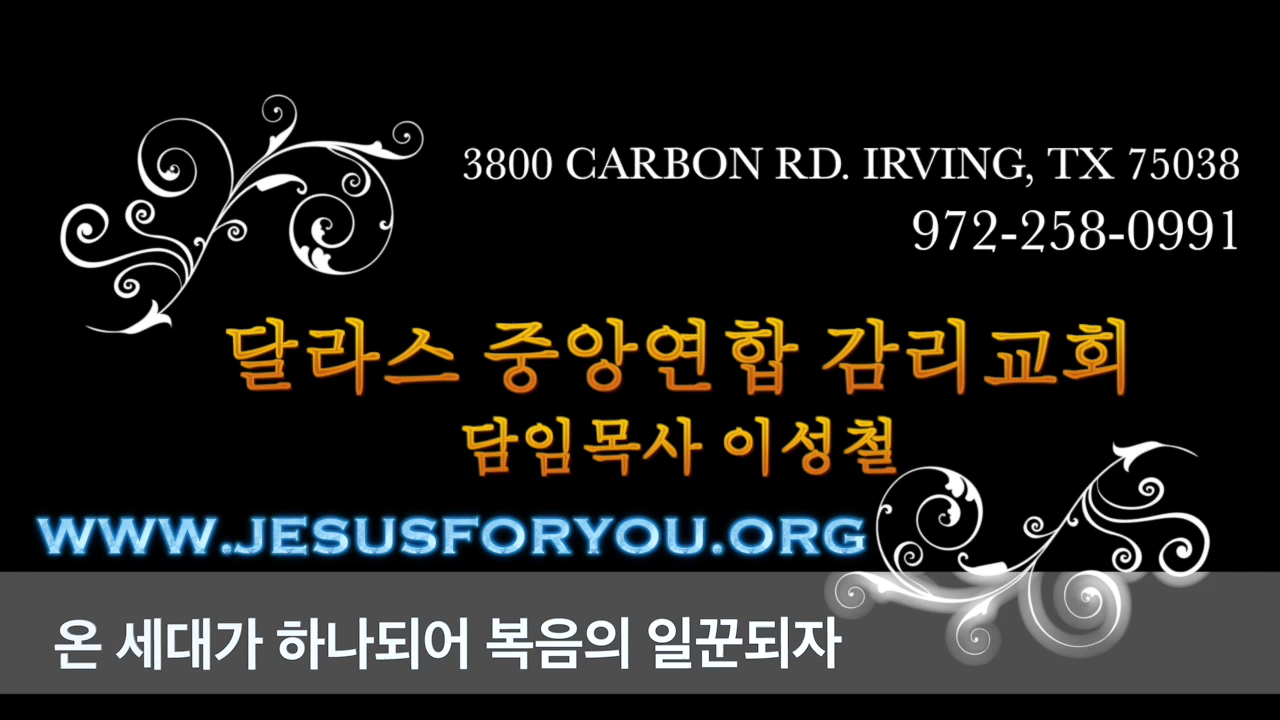 3800 CARBON RD. IRVING, TX 75038
972-258-0991
달라스 중앙연합 감리교회
담임목사 이성철
WWW.JESUSFORYOU.ORG
온 세대가 하나되어 복음의 일꾼되자